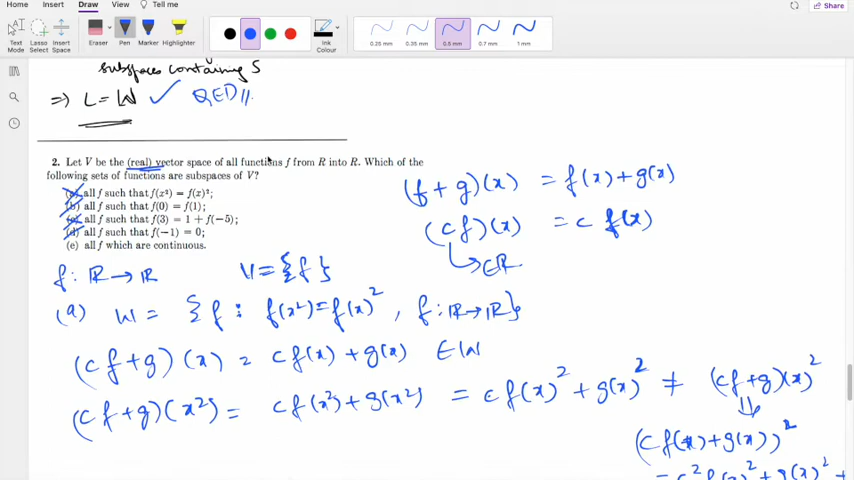 Home Insert Draw View Tell me Share
Text Mode Lasso Select Insert Space Eraser Pen Marker Highlighter Ink Colour 0.25 mm 0.35 mm 0.5 mm 0.7 mm 1 mm
subspaces containing S
⇒ L = W ✓ QED//.
2. Let V be the (real) vector space of all functions f from R into R. Which of the
following sets of functions are subspaces of V?
(a) all f such that f(x²) = f(x)²;
(b) all f such that f(0) = f(1);
(c) all f such that f(3) = 1 + f(−5);
(d) all f such that f(−1) = 0;
(e) all f which are continuous.
(f+g)(x) = f(x)+g(x)
(cf)(x) = c f(x)
↳ ∈ℝ
f: ℝ→ℝ V={f}
(a) W = {f : f(x²)=f(x)², f:ℝ→ℝ}
(cf+g)(x) = cf(x)+g(x) ∈W
(cf+g)(x²) = cf(x²)+g(x²) = cf(x)²+g(x)² ≠ (cf+g)(x)²
⇓
(cf(x)+g(x))²
= c²f(x)²+g(x)²+